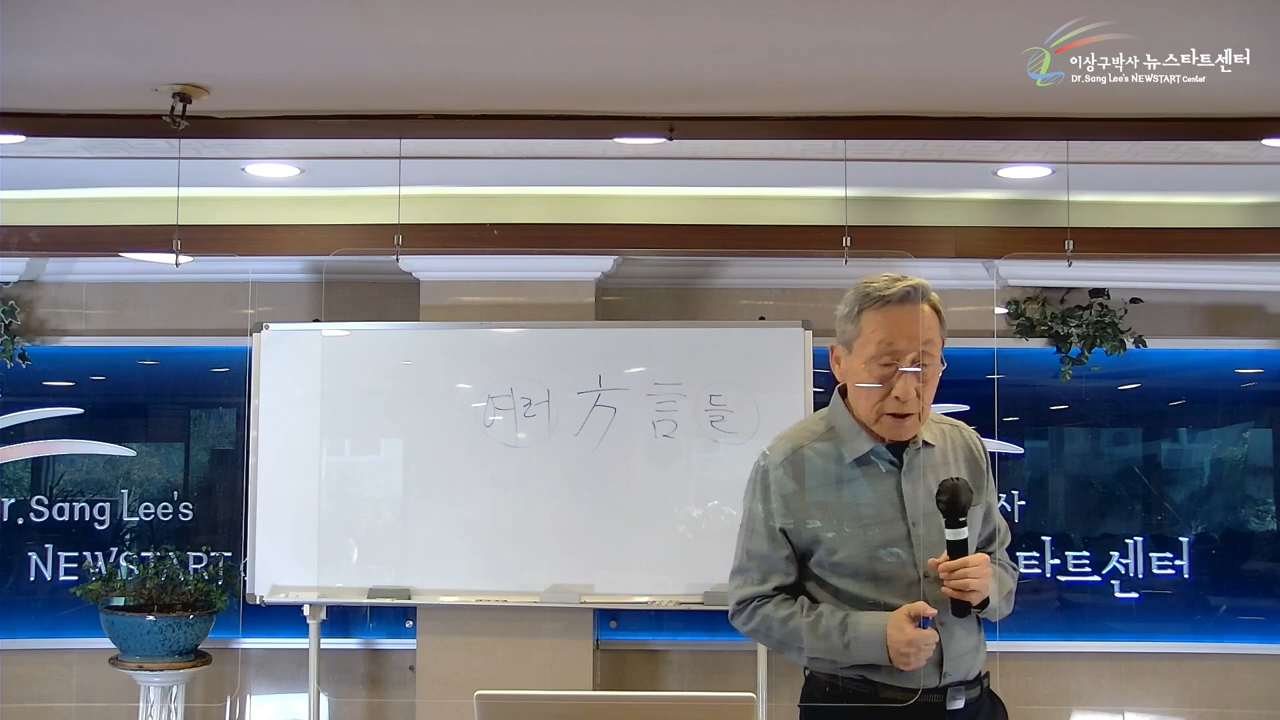 이상구박사 뉴스타트센터
Dr. Sang Lee's NEWSTART Center
여러 方言들
r. Sang Lee's
NEWSTART
사
타트센터